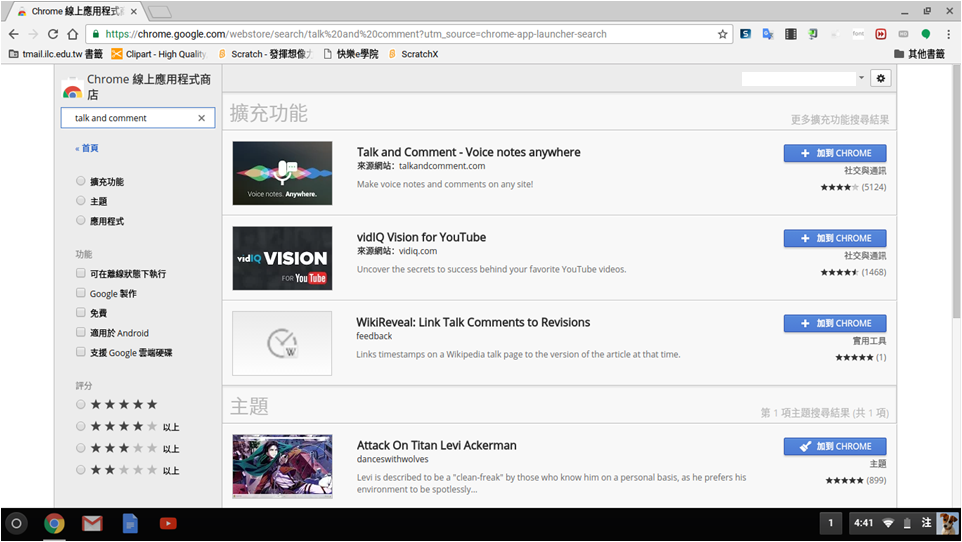 Chrome 線上應用程式商
https://chrome.google.com/webstore/search/talk%20and%20comment?utm_source=chrome-app-launcher-search
tmail.ilc.edu.tw 書籤
Clipart - High Quality
Scratch - 發揮想像力
快樂e學院
ScratchX
其他書籤
Chrome 線上應用程式商
店
talk and comment
« 首頁
擴充功能
主題
應用程式
功能
可在離線狀態下執行
Google 製作
免費
適用於 Android
支援 Google 雲端硬碟
評分
以上
以上
以上
擴充功能
更多擴充功能搜尋結果
Voice notes. Anywhere.
Talk and Comment - Voice notes anywhere
來源網站：talkandcomment.com
Make voice notes and comments on any site!
加到 CHROME
社交與通訊
(5124)
vidIQ VISION
FOR YouTube
vidIQ Vision for YouTube
來源網站：vidiq.com
Uncover the secrets to success behind your favorite YouTube videos.
加到 CHROME
社交與通訊
(1468)
W
WikiReveal: Link Talk Comments to Revisions
feedback
Links timestamps on a Wikipedia talk page to the version of the article at that time.
加到 CHROME
實用工具
(1)
主題
第 1 項主題搜尋結果 (共 1 項)
Attack On Titan Levi Ackerman
danceswithwolves
Levi is described to be a "clean-freak" by those who know him on a personal basis, as he prefers his
environment to be spotlessly...
加到 CHROME
主題
(899)
1
4:41
注